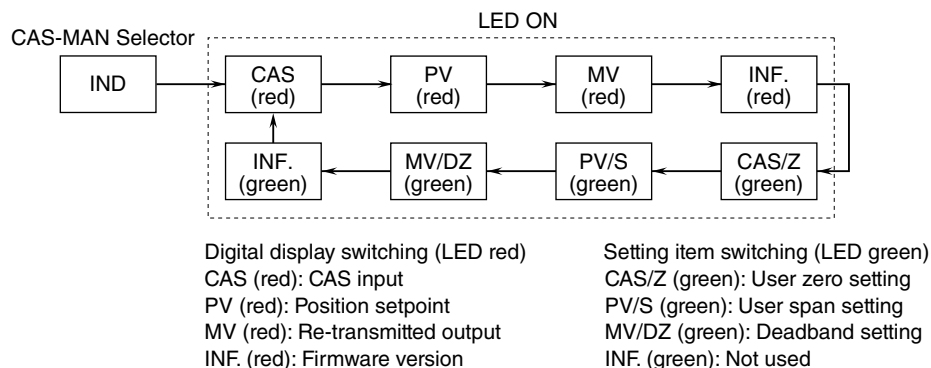 LED ON
CAS-MAN Selector
IND
CAS
(red)
PV
(red)
MV
(red)
INF.
(red)
INF.
(green)
MV/DZ
(green)
PV/S
(green)
CAS/Z
(green)
Digital display switching (LED red)
CAS (red): CAS input
PV (red): Position setpoint
MV (red): Re-transmitted output
INF. (red): Firmware version
Setting item switching (LED green)
CAS/Z (green): User zero setting
PV/S (green): User span setting
MV/DZ (green): Deadband setting
INF. (green): Not used